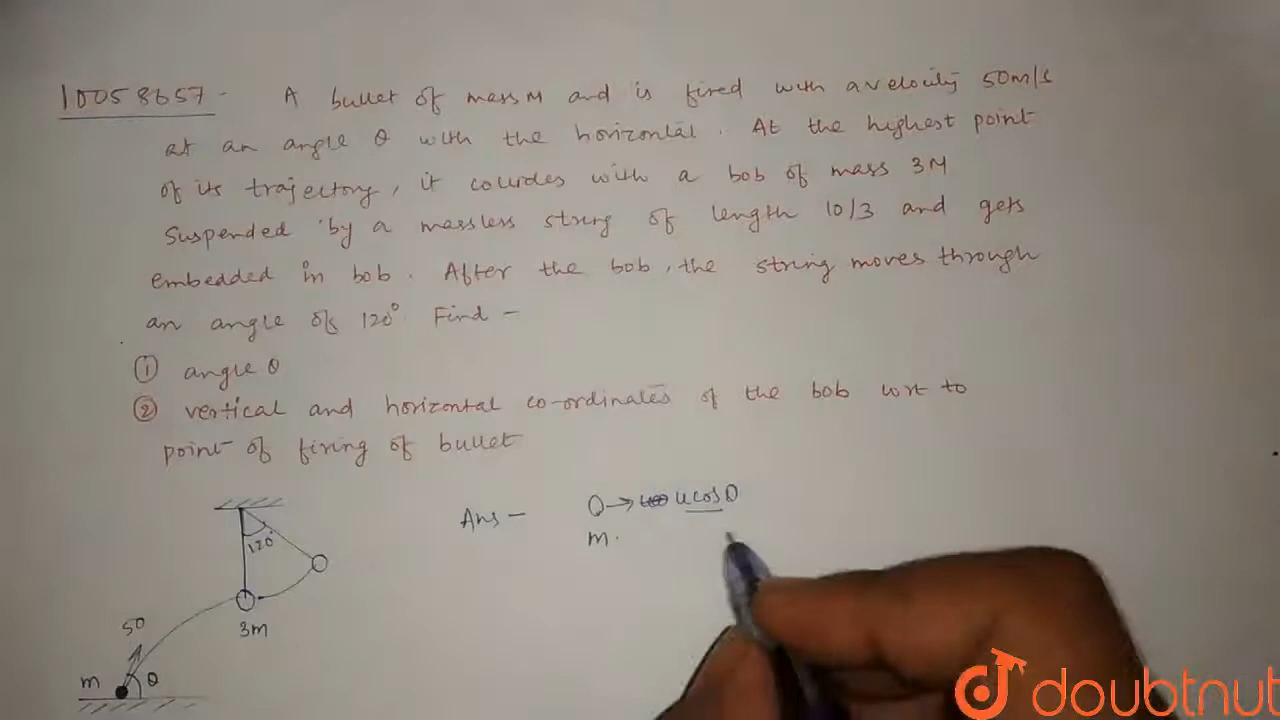 10058657 - A bullet of mass M and is fired with a velocity 50m/s
at an angle θ with the horizontal. At the highest point
of its trajectory, it collides with a bob of mass 3M
suspended by a massless string of length 10/3 and gets
embedded in bob. After the bob, the string moves through
an angle of 120° Find -
① angle θ
② vertical and horizontal co-ordinates of the bob wrt to
point of firing of bullet
Ans - O→ ucosθ
m.
120°
3m
50
m θ
doubtnut